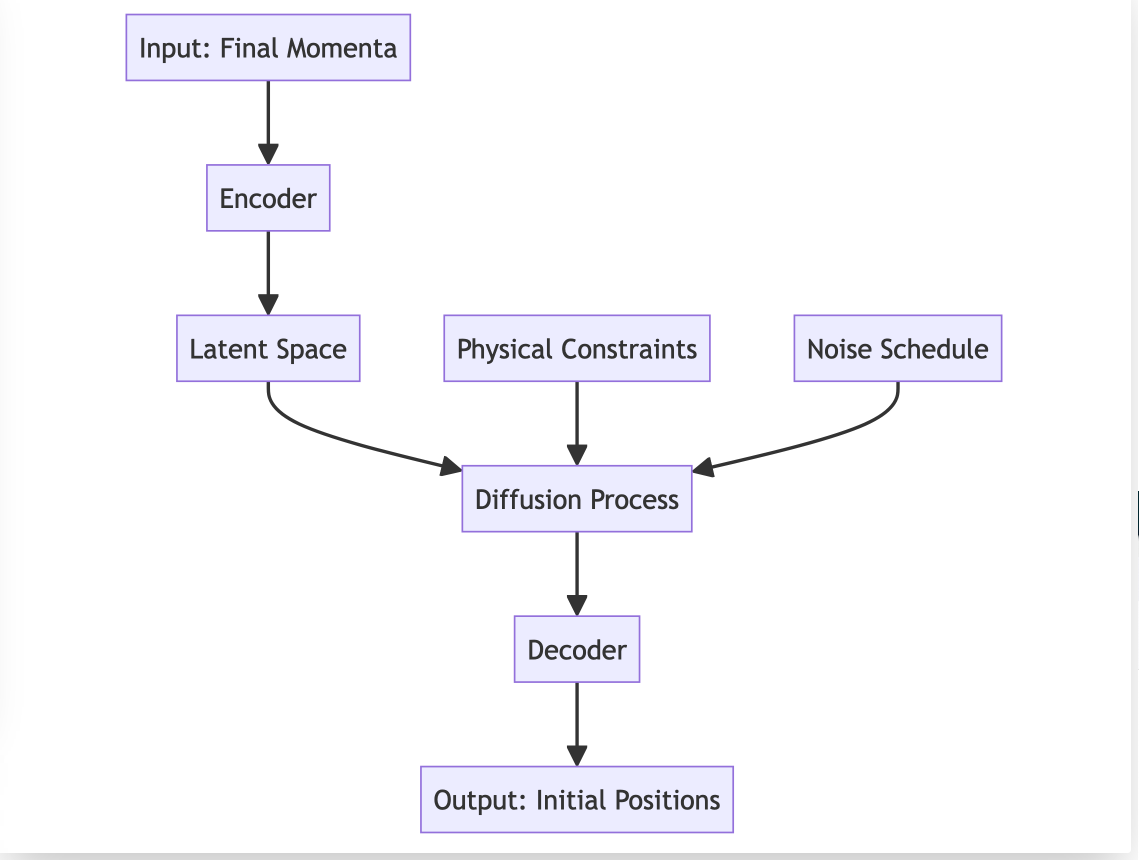 Input: Final Momenta
Encoder
Latent Space
Physical Constraints
Noise Schedule
Diffusion Process
Decoder
Output: Initial Positions